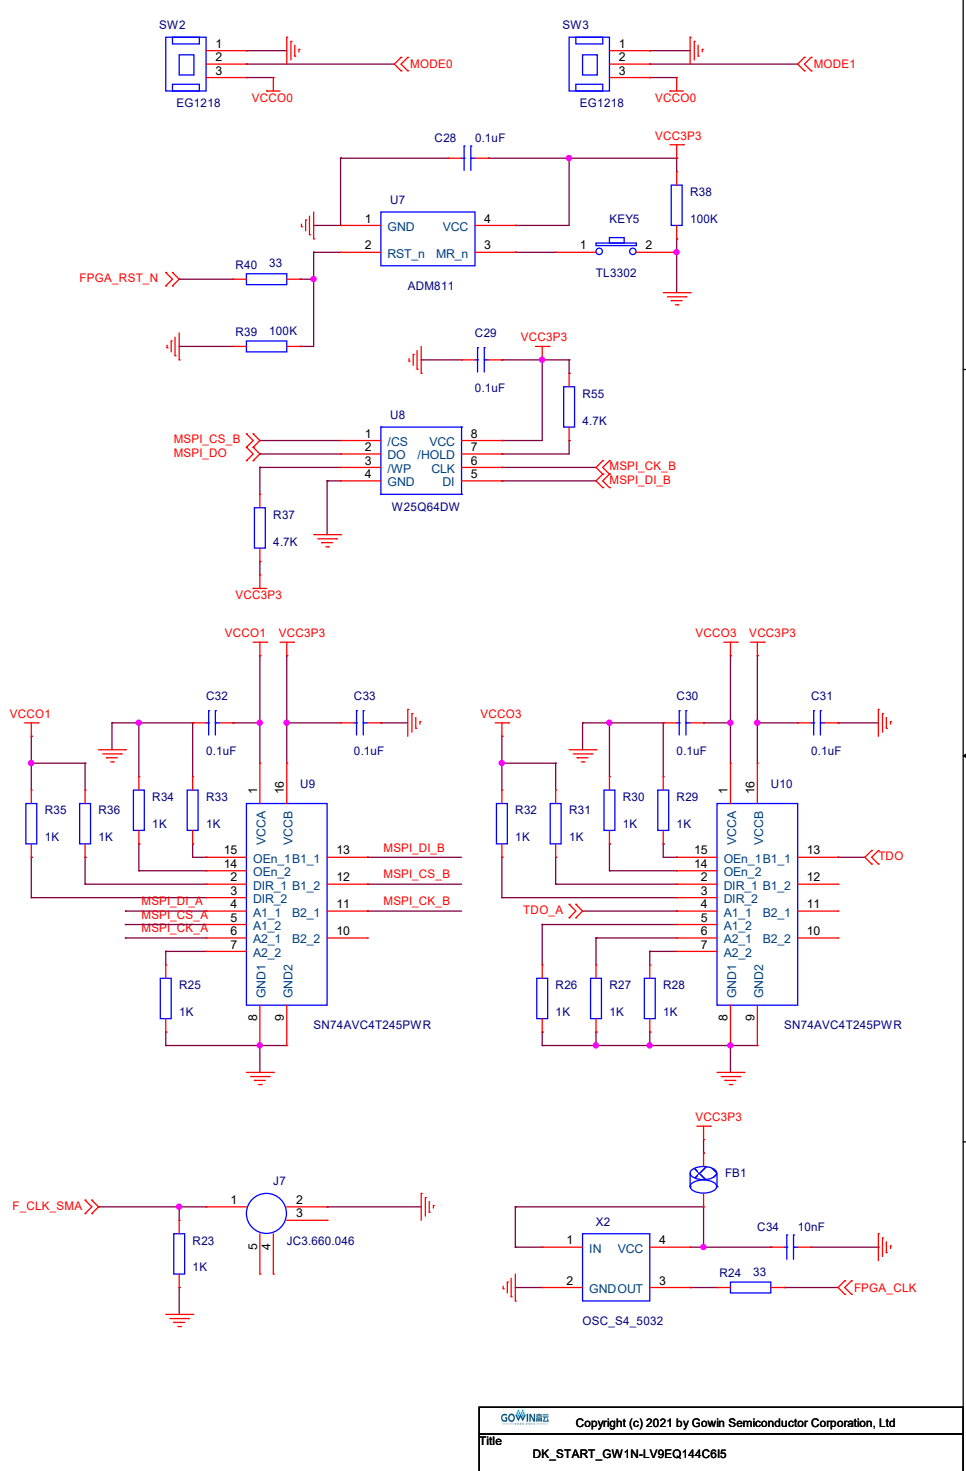 SW2
SW3
1
2
3
MODE0
VCCO0
EG1218
1
2
3
MODE1
VCCO0
EG1218
C28 0.1uF
VCC3P3
R38
100K
U7
1 GND VCC 4
2 RST_n MR_n 3
ADM811
KEY5
1 2
TL3302
FPGA_RST_N
R40 33
R39 100K
C29
0.1uF
VCC3P3
R55
4.7K
U8
MSPI_CS_B 1 /CS VCC 8
MSPI_DO 2 DO /HOLD 7
3 /WP CLK 6 MSPI_CK_B
4 GND DI 5 MSPI_DI_B
W25Q64DW
R37
4.7K
VCC3P3
VCCO1 VCC3P3
VCCO1
C32
0.1uF
C33
0.1uF
R35
1K
R36
1K
R34
1K
R33
1K
U9
1 16
VCCA VCCB
15 OEn_1 B1_1 13 MSPI_DI_B
14 OEn_2
2 DIR_1 B1_2 12 MSPI_CS_B
3 DIR_2
MSPI_DI_A 4 A1_1 B2_1 11 MSPI_CK_B
MSPI_CS_A 5 A1_2
MSPI_CK_A 6 A2_1 B2_2 10
7 A2_2
GND1 GND2
8 9
R25
1K
SN74AVC4T245PWR
VCCO3 VCC3P3
VCCO3
C30
0.1uF
C31
0.1uF
R32
1K
R31
1K
R30
1K
R29
1K
U10
1 16
VCCA VCCB
15 OEn_1 B1_1 13 TDO
14 OEn_2
2 DIR_1 B1_2 12
3 DIR_2
TDO_A 4 A1_1 B2_1 11
5 A1_2
6 A2_1 B2_2 10
7 A2_2
GND1 GND2
8 9
R26
1K
R27
1K
R28
1K
SN74AVC4T245PWR
F_CLK_SMA
J7
1 2
3
5 4
JC3.660.046
R23
1K
VCC3P3
FB1
X2
1 IN VCC 4
2 GND OUT 3
OSC_S4_5032
C34 10nF
R24 33
FPGA_CLK
GOWIN高云
Copyright (c) 2021 by Gowin Semiconductor Corporation, Ltd
Title
DK_START_GW1N-LV9EQ144C6I5